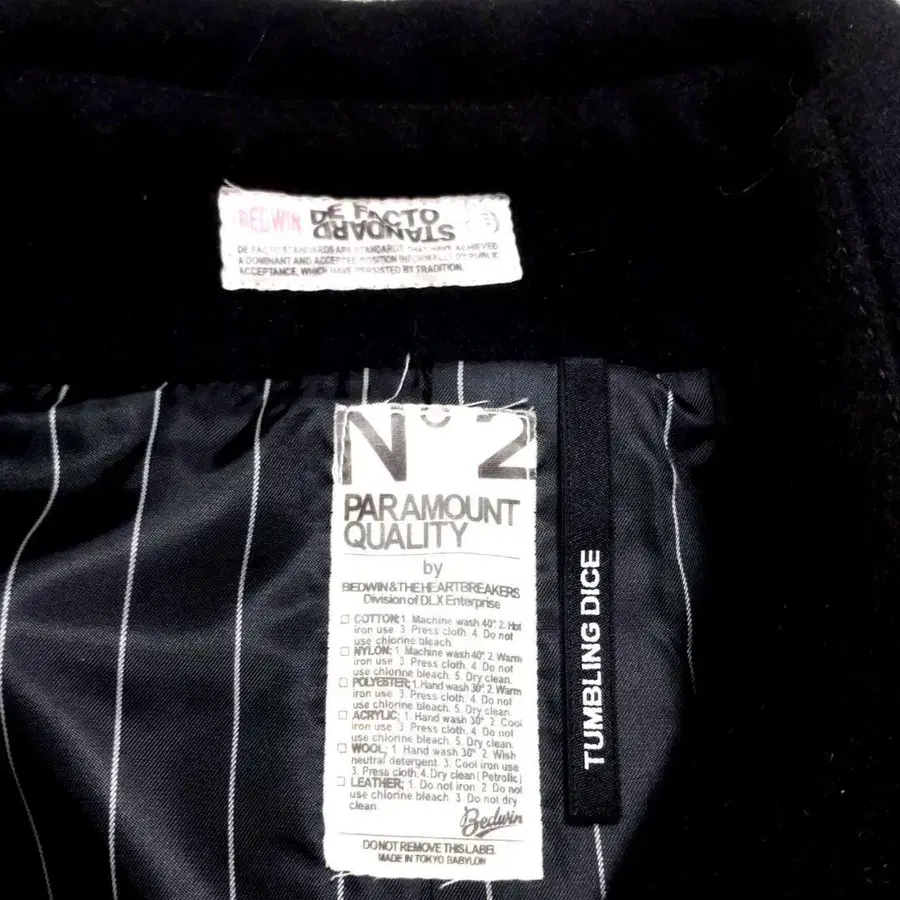 BEDWIN DE FACTO
STANDARD
DE FACTO STANDARDS ARE STANDARDS THAT HAVE ACHIEVED
A DOMINANT AND ACCEPTED POSITION INFORMALLY BY PUBLIC
ACCEPTANCE, WHICH HAVE PERSISTED BY TRADITION.
N° 2
PARAMOUNT
QUALITY
by
BEDWIN & THE HEARTBREAKERS
Division of DLX Enterprise
COTTON; 1. Machine wash 40° 2. Hot
iron use 3. Press cloth. 4. Do not
use chlorine bleach.
NYLON; 1. Machine wash 40° 2. Warm
iron use 3. Press cloth. 4. Do not
use chlorine bleach. 5. Dry clean.
POLYESTER; 1. Hand wash 30° 2. Warm
iron use 3. Press cloth. 4. Do not
use chlorine bleach. 5. Dry clean.
ACRYLIC; 1. Hand wash 30° 2. Cool
iron use 3. Press cloth. 4. Do not
use chlorine bleach. 5. Dry clean.
WOOL; 1. Hand wash 30° 2. Wish
neutral detergent. 3. Cool iron use
3. Press cloth. 4. Dry clean (Petrolic)
LEATHER; 1. Do not iron 2. Do not
use chlorine bleach 3. Do not dry
clean.
Bedwin
DO NOT REMOVE THIS LABEL
MADE IN TOKYO BABYLON
TUMBLING DICE